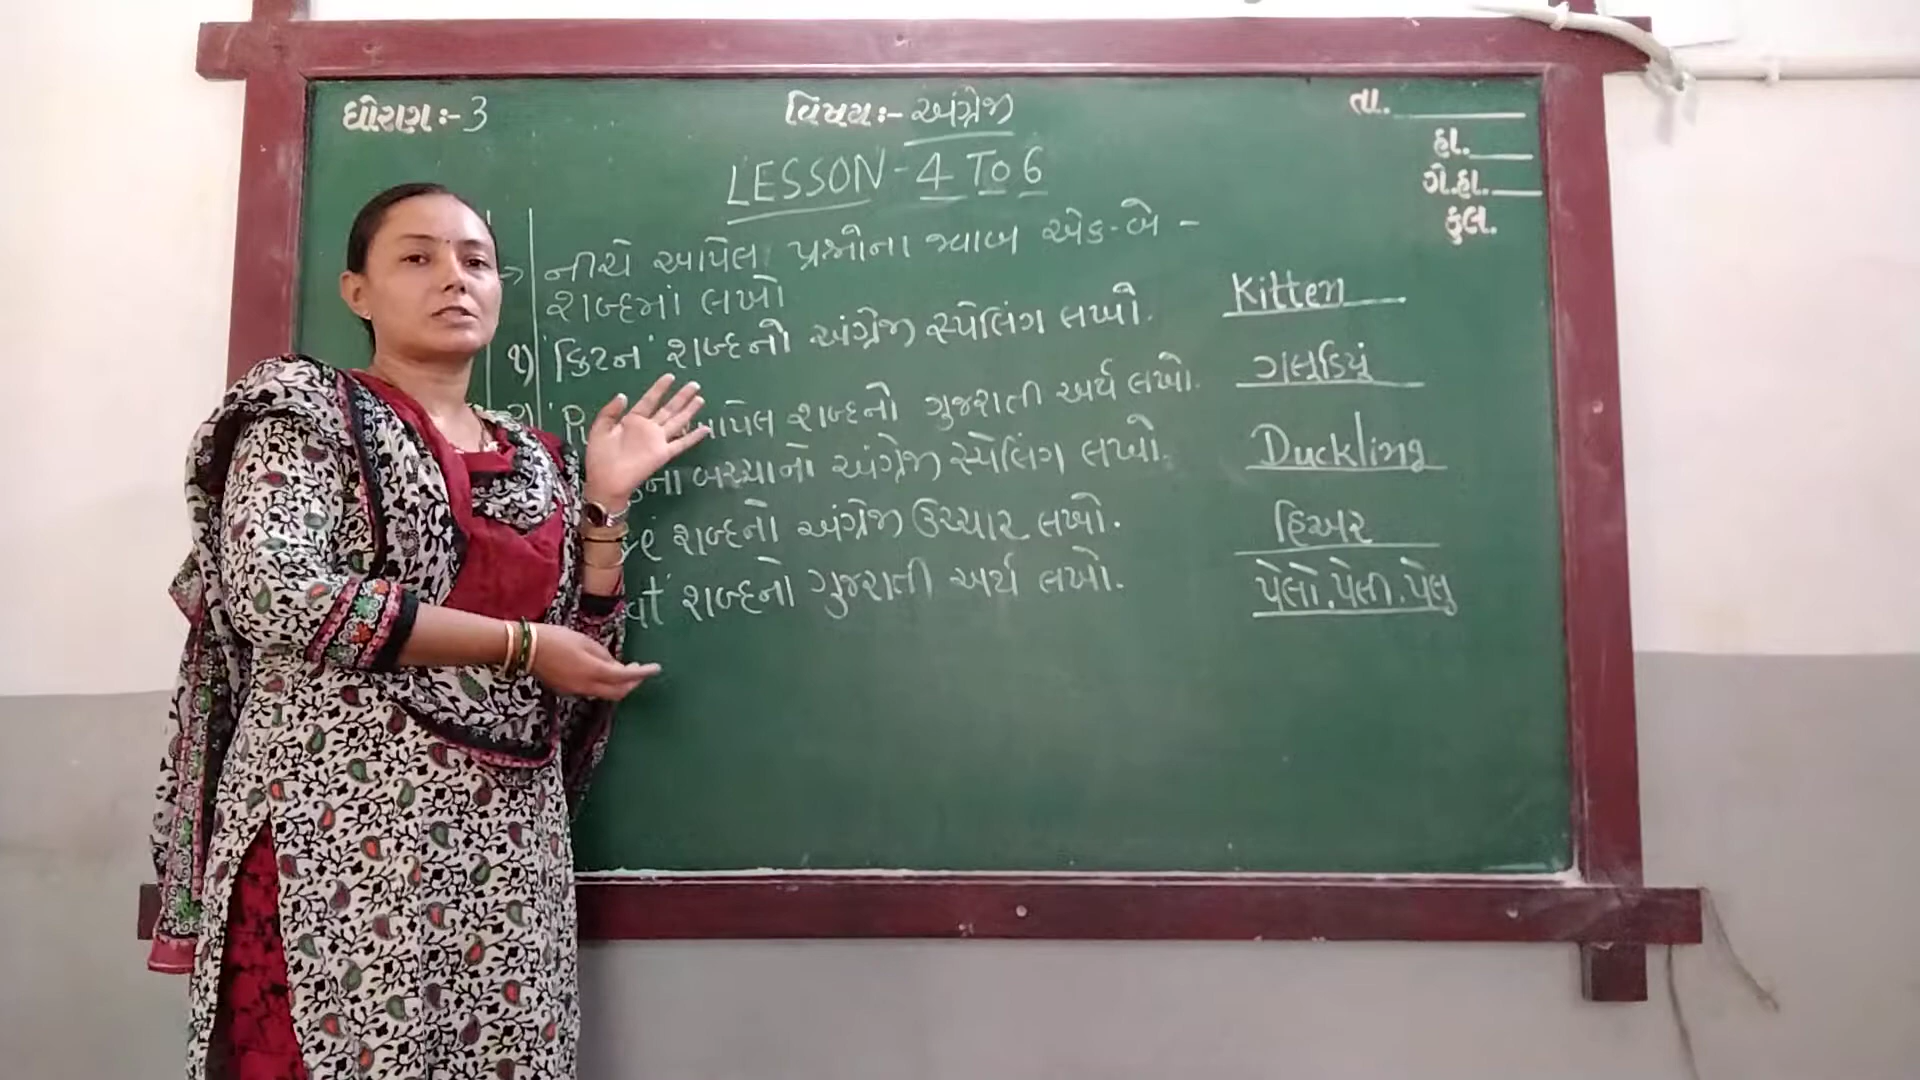 ધોરણ:- 3 વિષય:- અંગ્રેજી તા.
હા.
ગે.હા.
કુલ.
LESSON - 4 To 6
→ નીચે આપેલ પ્રશ્નોના જવાબ એક-બે -
શબ્દમાં લખો
૧) 'કિટન' શબ્દનો અંગ્રેજી સ્પેલિંગ લખો. Kitten
શબ્દનો ગુજરાતી અર્થ લખો. ગલૂડિયું
બચ્ચાનો અંગ્રેજી સ્પેલિંગ લખો. Duckling
શબ્દનો અંગ્રેજી ઉચ્ચાર લખો. હિઅર
શબ્દનો ગુજરાતી અર્થ લખો. પેલો.પેલી.પેલુ